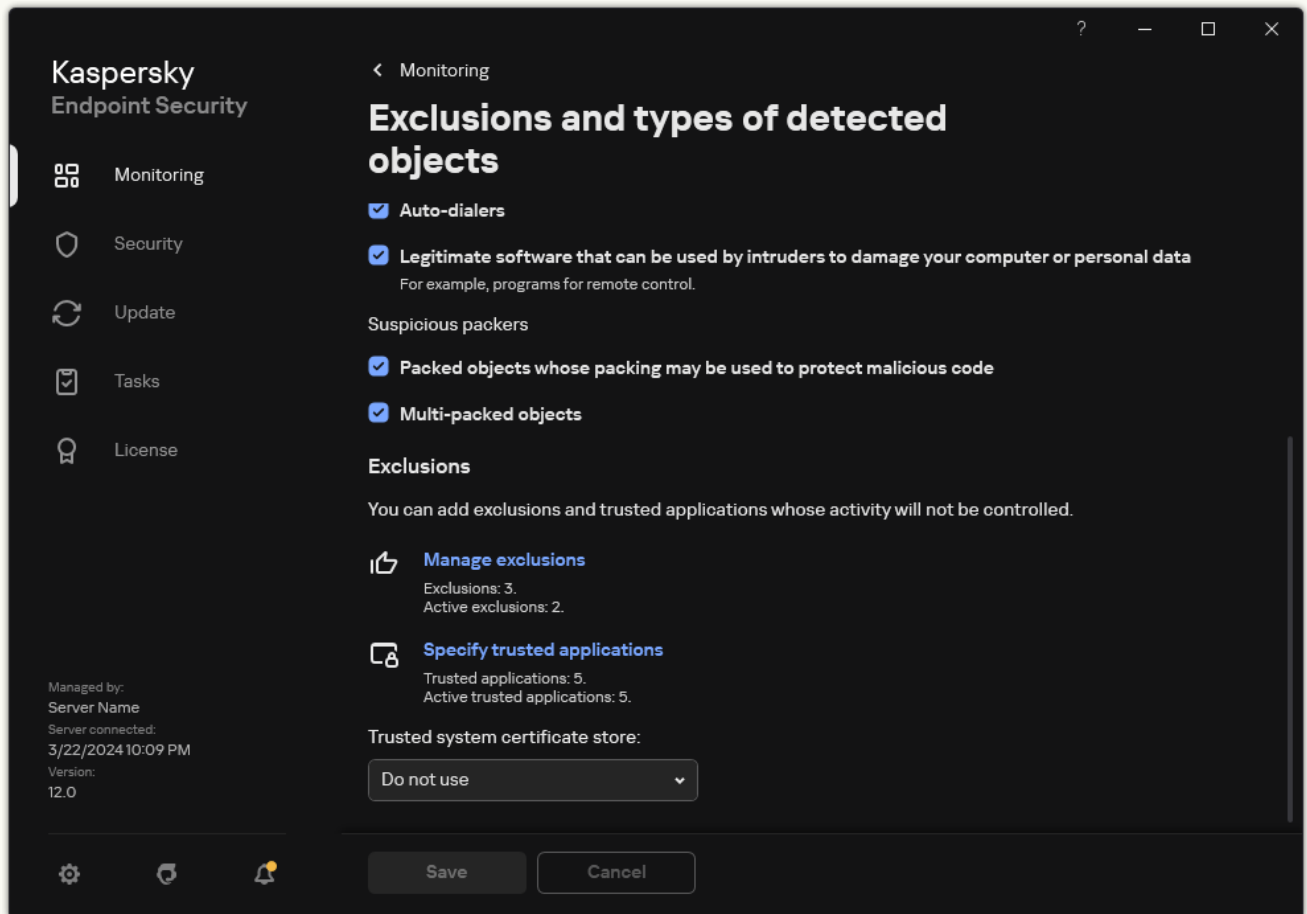 ?
Kaspersky
Endpoint Security
Monitoring
Security
Update
Tasks
License
Managed by:
Server Name
Server connected:
3/22/2024 10:09 PM
Version:
12.0
Monitoring
Exclusions and types of detected
objects
Auto-dialers
Legitimate software that can be used by intruders to damage your computer or personal data
For example, programs for remote control.
Suspicious packers
Packed objects whose packing may be used to protect malicious code
Multi-packed objects
Exclusions
You can add exclusions and trusted applications whose activity will not be controlled.
Manage exclusions
Exclusions: 3.
Active exclusions: 2.
Specify trusted applications
Trusted applications: 5.
Active trusted applications: 5.
Trusted system certificate store:
Do not use
Save
Cancel